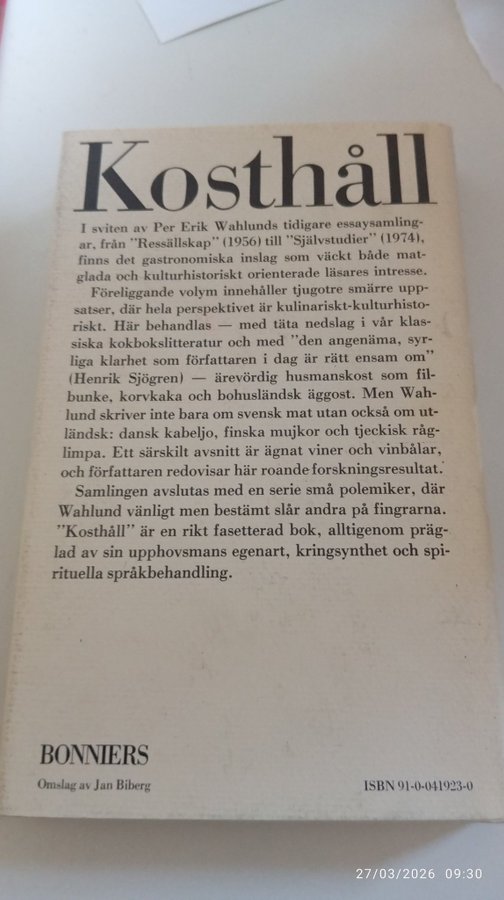 Kosthåll
I sviten av Per Erik Wahlunds tidigare essaysamling-
ar, från "Ressällskap" (1956) till "Självstudier" (1974),
finns det gastronomiska inslag som väckt både mat-
glada och kulturhistoriskt orienterade läsares intresse.
Föreliggande volym innehåller tjugotre smärre upp-
satser, där hela perspektivet är kulinariskt-kulturhisto-
riskt. Här behandlas — med täta nedslag i vår klas-
siska kokbokslitteratur och med "den angenäma, syr-
liga klarhet som författaren i dag är rätt ensam om"
(Henrik Sjögren) — ärevördig husmanskost som fil-
bunke, korvkaka och bohusländsk äggost. Men Wah-
lund skriver inte bara om svensk mat utan också om ut-
ländsk: dansk kabeljo, finska mujkor och tjeckisk råg-
limpa. Ett särskilt avsnitt är ägnat viner och vinbålar,
och författaren redovisar här roande forskningsresultat.
Samlingen avslutas med en serie små polemiker, där
Wahlund vänligt men bestämt slår andra på fingrarna.
"Kosthåll" är en rikt fasetterad bok, alltigenom präg-
lad av sin upphovsmans egenart, kringsynthet och spi-
rituella språkbehandling.
BONNIERS
Omslag av Jan Biberg
ISBN 91-0-041923-0
27/03/2026 09:30